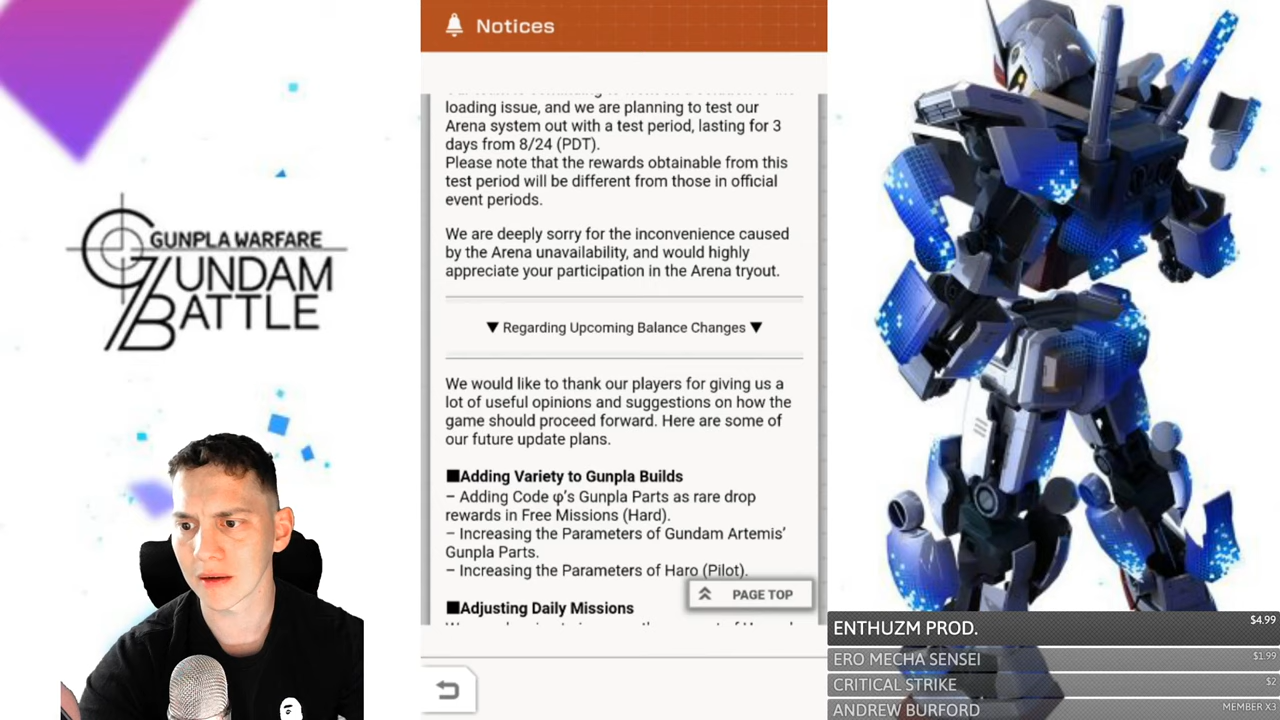 GUNPLA WARFARE
GUNDAM
BATTLE
Notices
loading issue, and we are planning to test our
Arena system out with a test period, lasting for 3
days from 8/24 (PDT).
Please note that the rewards obtainable from this
test period will be different from those in official
event periods.
We are deeply sorry for the inconvenience caused
by the Arena unavailability, and would highly
appreciate your participation in the Arena tryout.
▼ Regarding Upcoming Balance Changes ▼
We would like to thank our players for giving us a
lot of useful opinions and suggestions on how the
game should proceed forward. Here are some of
our future update plans.
■Adding Variety to Gunpla Builds
– Adding Code φ's Gunpla Parts as rare drop
rewards in Free Missions (Hard).
– Increasing the Parameters of Gundam Artemis'
Gunpla Parts.
– Increasing the Parameters of Haro (Pilot).
PAGE TOP
■Adjusting Daily Missions
ENTHUZM PROD. $4.99
ERO MECHA SENSEI $1.99
CRITICAL STRIKE $2
ANDREW BURFORD MEMBER X3